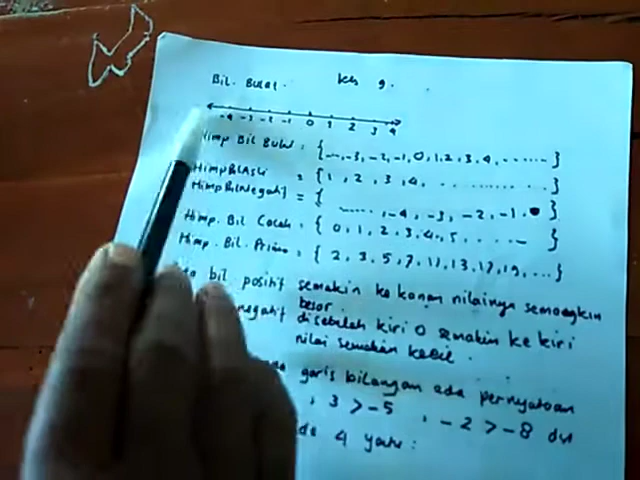 Bil. Bulat. kls 9.
-4 -3 -2 -1 0 1 2 3 4
Himp Bil Bulat = {...., -3, -2, -1, 0, 1, 2, 3, 4, ......}
Himp Bil Asli = {1, 2, 3, 4, ..........}
Himp Bil Negatif = {....., -4, -3, -2, -1.}
Himp. Bil Cacah = {0, 1, 2, 3, 4, 5, ......}
Himp. Bil. Prima = {2, 3, 5, 7, 11, 13, 17, 19, ....}
bil positif semakin ke kanan nilainya semangkin
besar.
negatif disebelah kiri 0 semakin ke kiri
nilai semakin kecil.
garis bilangan ada pernyataan
, 3 > -5 , -2 > -8 dst
4 yaitu: